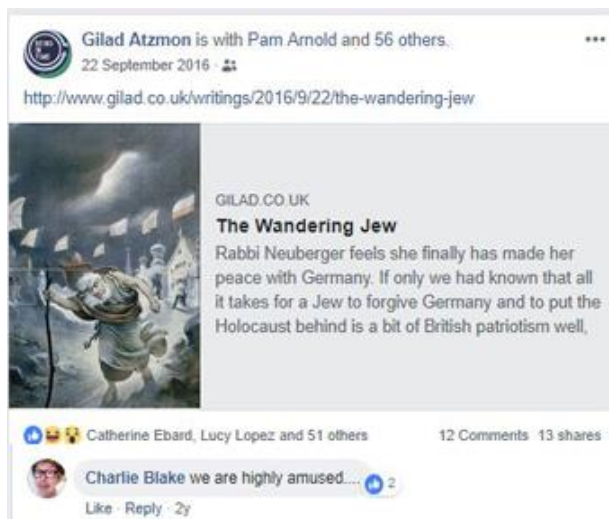 Gilad Atzmon is with Pam Arnold and 56 others.
22 September 2016
http://www.gilad.co.uk/writings/2016/9/22/the-wandering-jew
GILAD.CO.UK
The Wandering Jew
Rabbi Neuberger feels she finally has made her
peace with Germany. If only we had known that all
it takes for a Jew to forgive Germany and to put the
Holocaust behind is a bit of British patriotism well,
Catherine Ebard, Lucy Lopez and 51 others 12 Comments 13 shares
Charlie Blake we are highly amused.... 2
Like · Reply · 2y